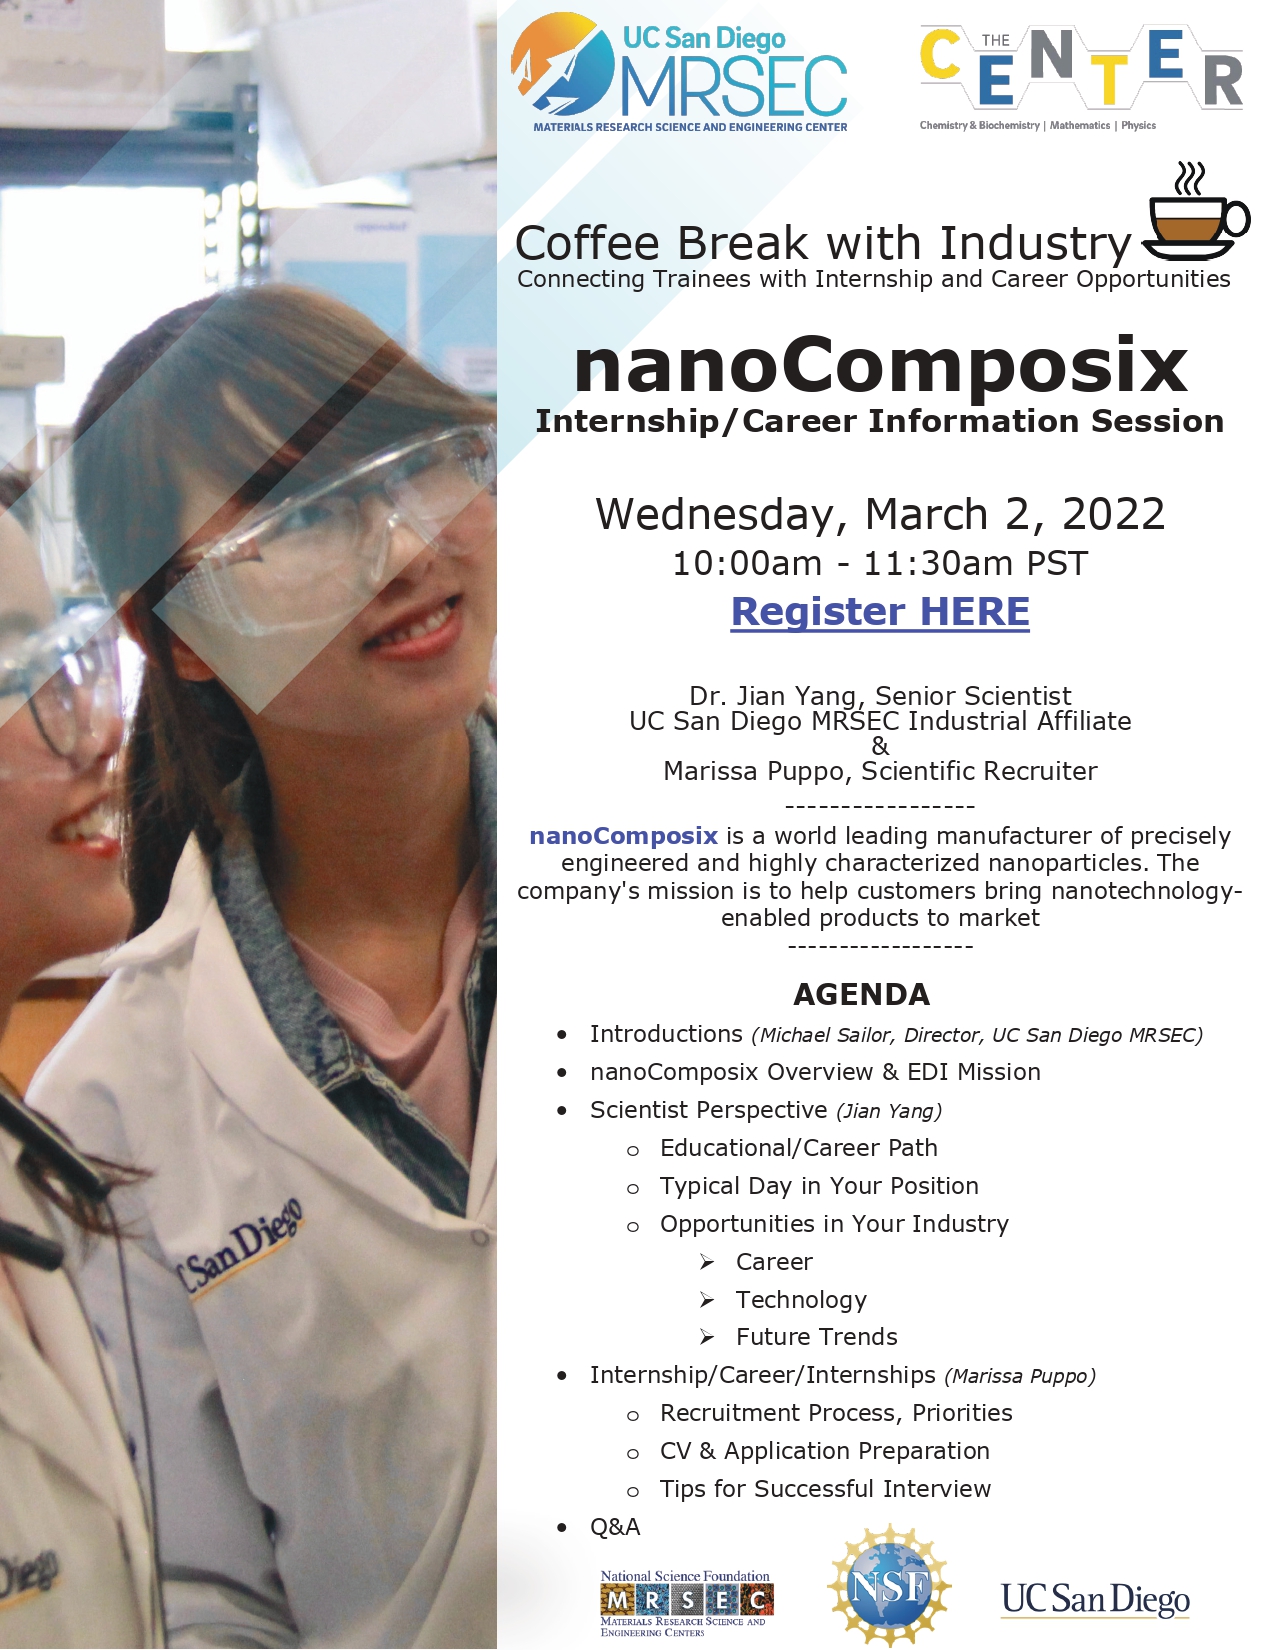 UC San Diego
MRSEC
MATERIALS RESEARCH SCIENCE AND ENGINEERING CENTER
THE
CENTER
Chemistry & Biochemistry | Mathematics | Physics
Coffee Break with Industry
Connecting Trainees with Internship and Career Opportunities
nanoComposix
Internship/Career Information Session
Wednesday, March 2, 2022
10:00am - 11:30am PST
Register HERE
Dr. Jian Yang, Senior Scientist
UC San Diego MRSEC Industrial Affiliate
&
Marissa Puppo, Scientific Recruiter
-----------------
nanoComposix is a world leading manufacturer of precisely
engineered and highly characterized nanoparticles. The
company's mission is to help customers bring nanotechnology-
enabled products to market
-----------------
AGENDA
• Introductions (Michael Sailor, Director, UC San Diego MRSEC)
• nanoComposix Overview & EDI Mission
• Scientist Perspective (Jian Yang)
o Educational/Career Path
o Typical Day in Your Position
o Opportunities in Your Industry
➢ Career
➢ Technology
➢ Future Trends
• Internship/Career/Internships (Marissa Puppo)
o Recruitment Process, Priorities
o CV & Application Preparation
o Tips for Successful Interview
• Q&A
National Science Foundation
MRSEC
MATERIALS RESEARCH SCIENCE AND
ENGINEERING CENTERS
NSF
UC San Diego
C San Diego
Diego